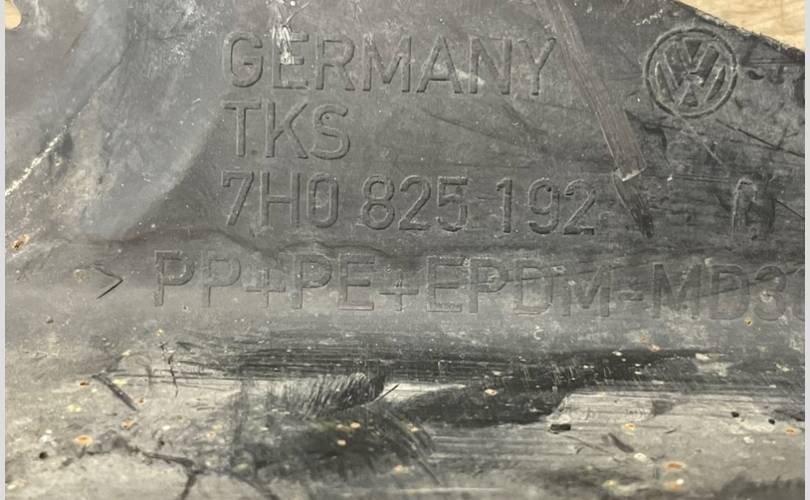 GERMANY
TKS
7H0 825 192
>PP+PE+EPDM-MD3